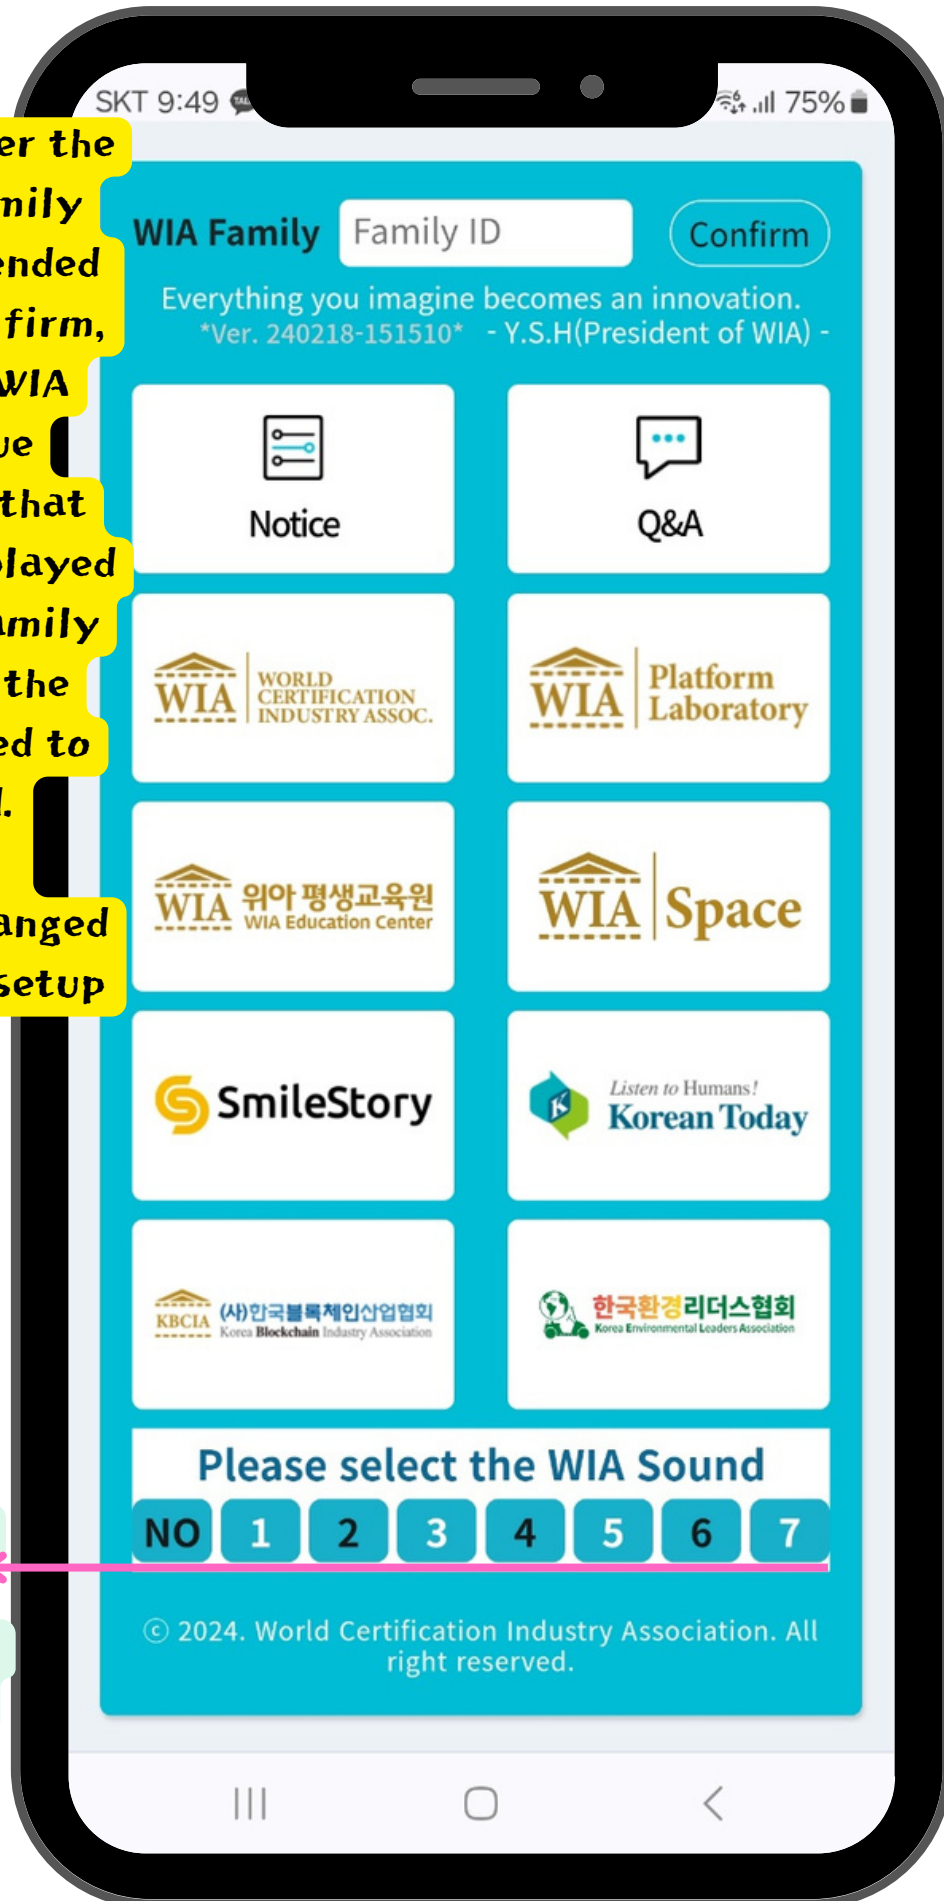 SKT 9:49
75%
er the
mily
ended
firm,
WIA
ue
that
played
amily
the
ed to
d.
anged
setup
WIA Family
Family ID
Confirm
Everything you imagine becomes an innovation.
*Ver. 240218-151510* - Y.S.H(President of WIA) -
Notice
Q&A
WIA
WORLD
CERTIFICATION
INDUSTRY ASSOC.
WIA
Platform
Laboratory
WIA
위아 평생교육원
WIA Education Center
WIA
Space
SmileStory
K
Listen to Humans!
Korean Today
KBCIA
(사)한국블록체인산업협회
Korea Blockchain Industry Association
한국환경리더스협회
Korea Environmental Leaders Association
Please select the WIA Sound
NO 1 2 3 4 5 6 7
ⓒ 2024. World Certification Industry Association. All
right reserved.